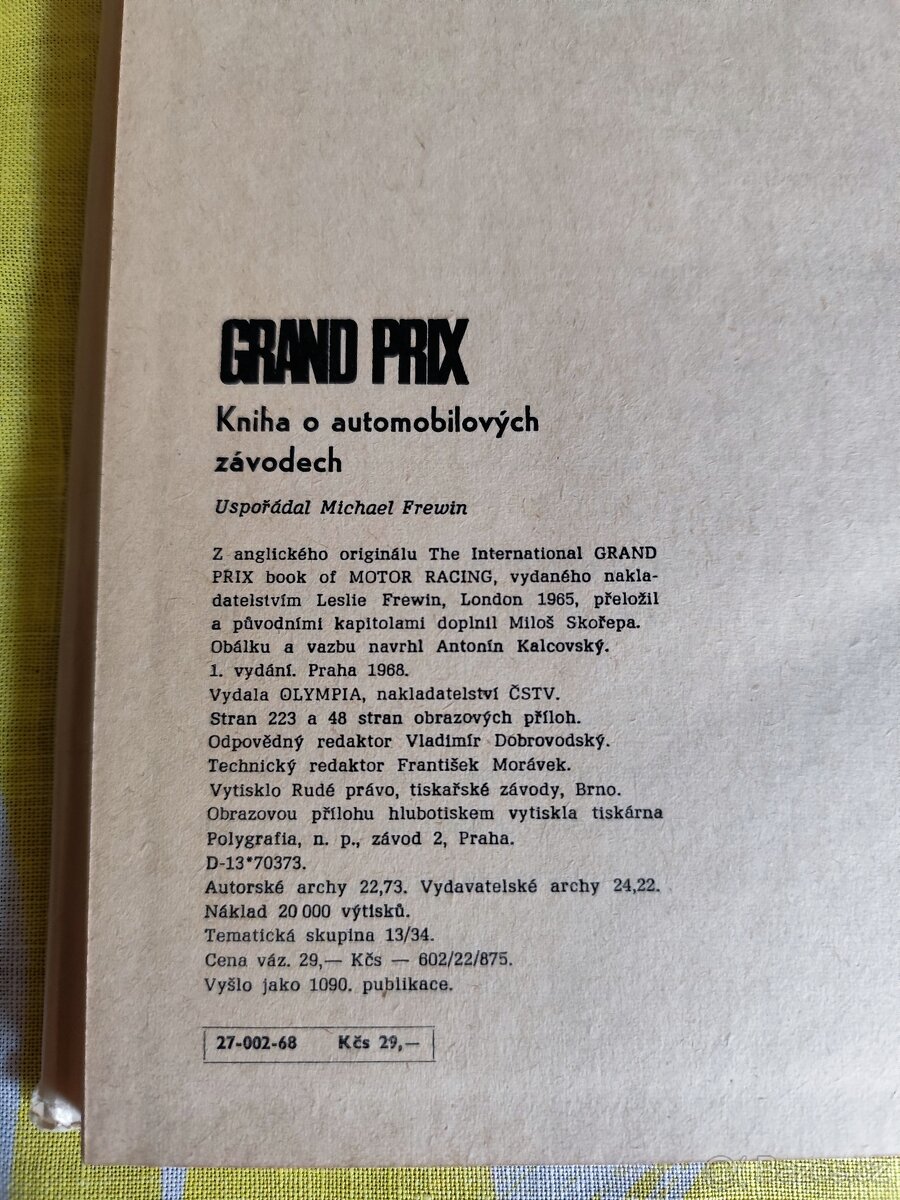 GRAND PRIX
Kniha o automobilových
závodech
Uspořádal Michael Frewin
Z anglického originálu The International GRAND
PRIX book of MOTOR RACING, vydaného nakla-
datelstvím Leslie Frewin, London 1965, přeložil
a původními kapitolami doplnil Miloš Skořepa.
Obálku a vazbu navrhl Antonín Kalcovský.
1. vydání. Praha 1968.
Vydala OLYMPIA, nakladatelství ČSTV.
Stran 223 a 48 stran obrazových příloh.
Odpovědný redaktor Vladimír Dobrovodský.
Technický redaktor František Morávek.
Vytisklo Rudé právo, tiskařské závody, Brno.
Obrazovou přílohu hlubotiskem vytiskla tiskárna
Polygrafia, n. p., závod 2, Praha.
D-13*70373.
Autorské archy 22,73. Vydavatelské archy 24,22.
Náklad 20 000 výtisků.
Tematická skupina 13/34.
Cena váz. 29,— Kčs — 602/22/875.
Vyšlo jako 1090. publikace.
27-002-68 Kčs 29,—